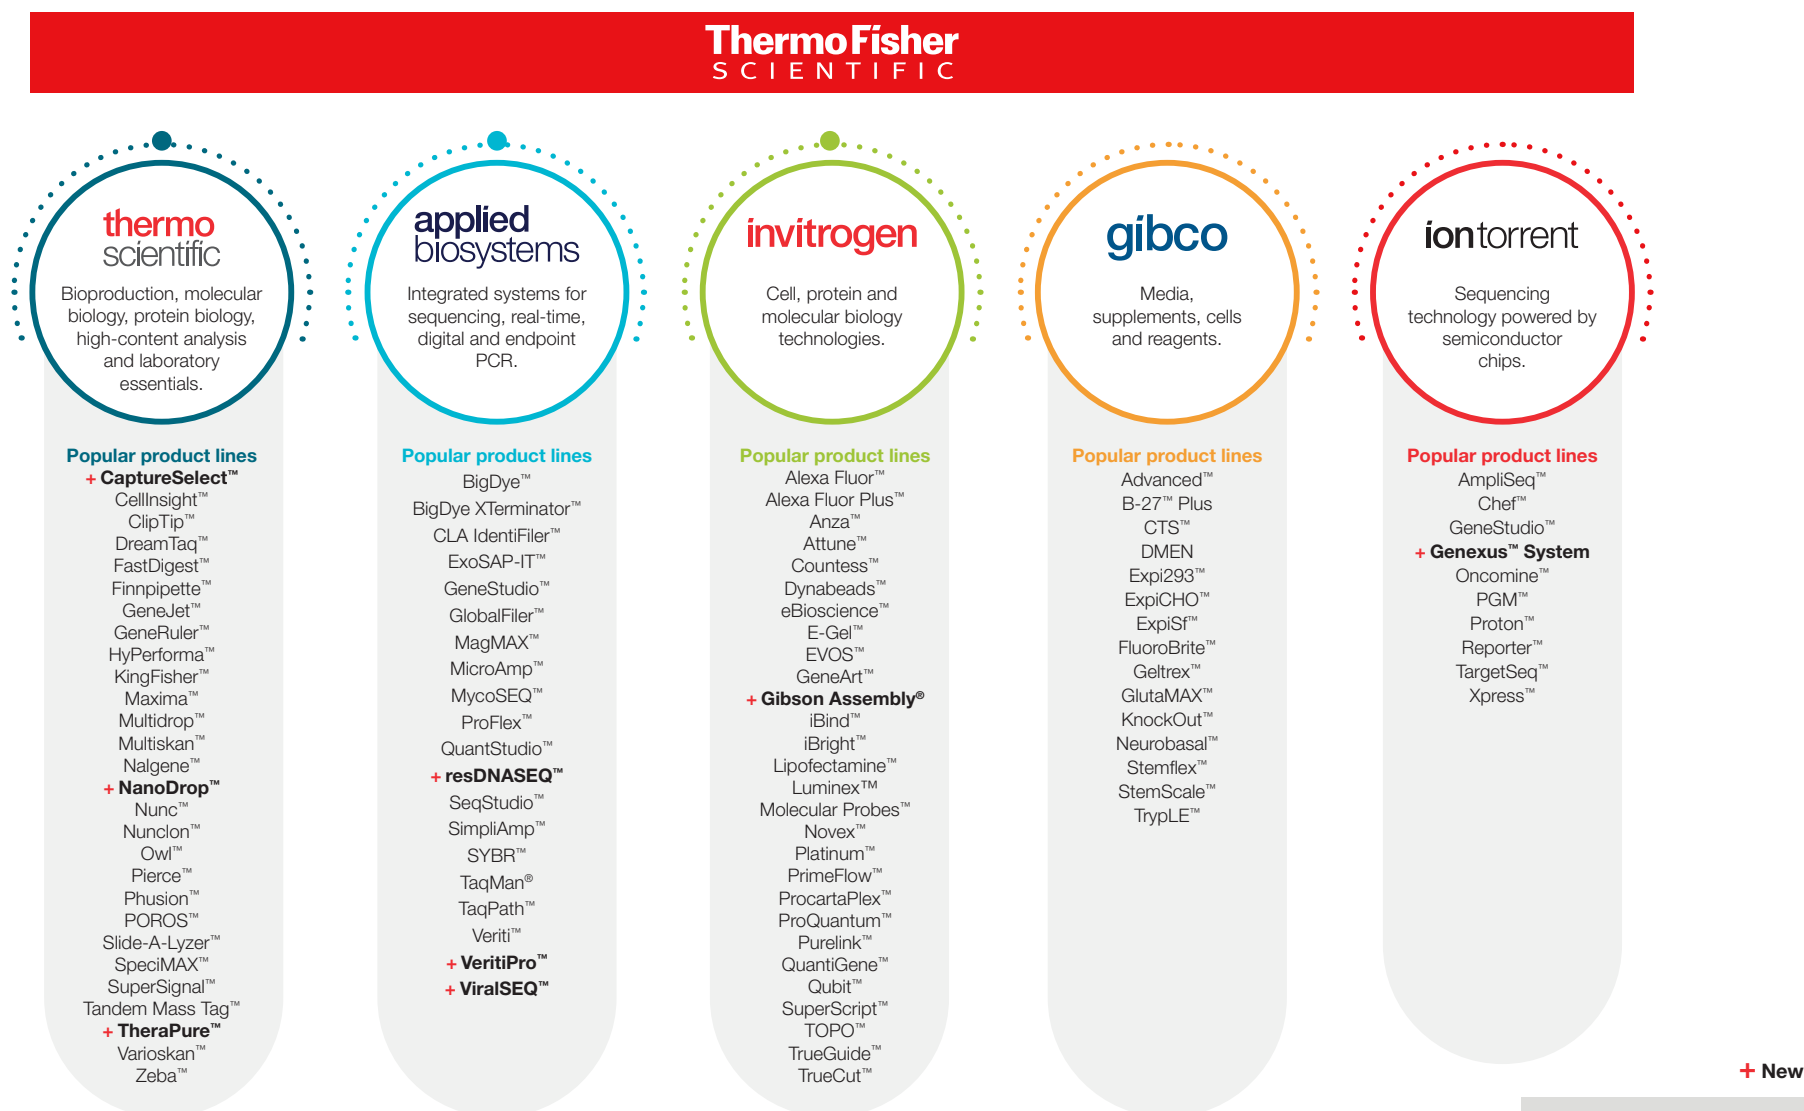 ThermoFisher
SCIENTIFIC
thermo
scientific
Bioproduction, molecular
biology, protein biology,
high-content analysis
and laboratory
essentials.
Popular product lines
+ CaptureSelect™
CellInsight™
ClipTip™
DreamTaq™
FastDigest™
Finnpipette™
GeneJet™
GeneRuler™
HyPerforma™
KingFisher™
Maxima™
Multidrop™
Multiskan™
Nalgene™
+ NanoDrop™
Nunc™
Nunclon™
Owl™
Pierce™
Phusion™
POROS™
Slide-A-Lyzer™
SpeciMAX™
SuperSignal™
Tandem Mass Tag™
+ TheraPure™
Varioskan™
Zeba™
applied
biosystems
Integrated systems for
sequencing, real-time,
digital and endpoint
PCR.
Popular product lines
BigDye™
BigDye XTerminator™
CLA IdentiFiler™
ExoSAP-IT™
GeneStudio™
GlobalFiler™
MagMAX™
MicroAmp™
MycoSEQ™
ProFlex™
QuantStudio™
+ resDNASEQ™
SeqStudio™
SimpliAmp™
SYBR™
TaqMan®
TaqPath™
Veriti™
+ VeritiPro™
+ ViralSEQ™
invitrogen
Cell, protein and
molecular biology
technologies.
Popular product lines
Alexa Fluor™
Alexa Fluor Plus™
Anza™
Attune™
Countess™
Dynabeads™
eBioscience™
E-Gel™
EVOS™
GeneArt™
+ Gibson Assembly®
iBind™
iBright™
Lipofectamine™
Luminex™
Molecular Probes™
Novex™
Platinum™
PrimeFlow™
ProcartaPlex™
ProQuantum™
Purelink™
QuantiGene™
Qubit™
SuperScript™
TOPO™
TrueGuide™
TrueCut™
gibco
Media,
supplements, cells
and reagents.
Popular product lines
Advanced™
B-27™ Plus
CTS™
DMEN
Expi293™
ExpiCHO™
ExpiSf™
FluoroBrite™
Geltrex™
GlutaMAX™
KnockOut™
Neurobasal™
Stemflex™
StemScale™
TrypLE™
ion torrent
Sequencing
technology powered by
semiconductor
chips.
Popular product lines
AmpliSeq™
Chef™
GeneStudio™
+ Genexus™ System
Oncomine™
PGM™
Proton™
Reporter™
TargetSeq™
Xpress™
+ New